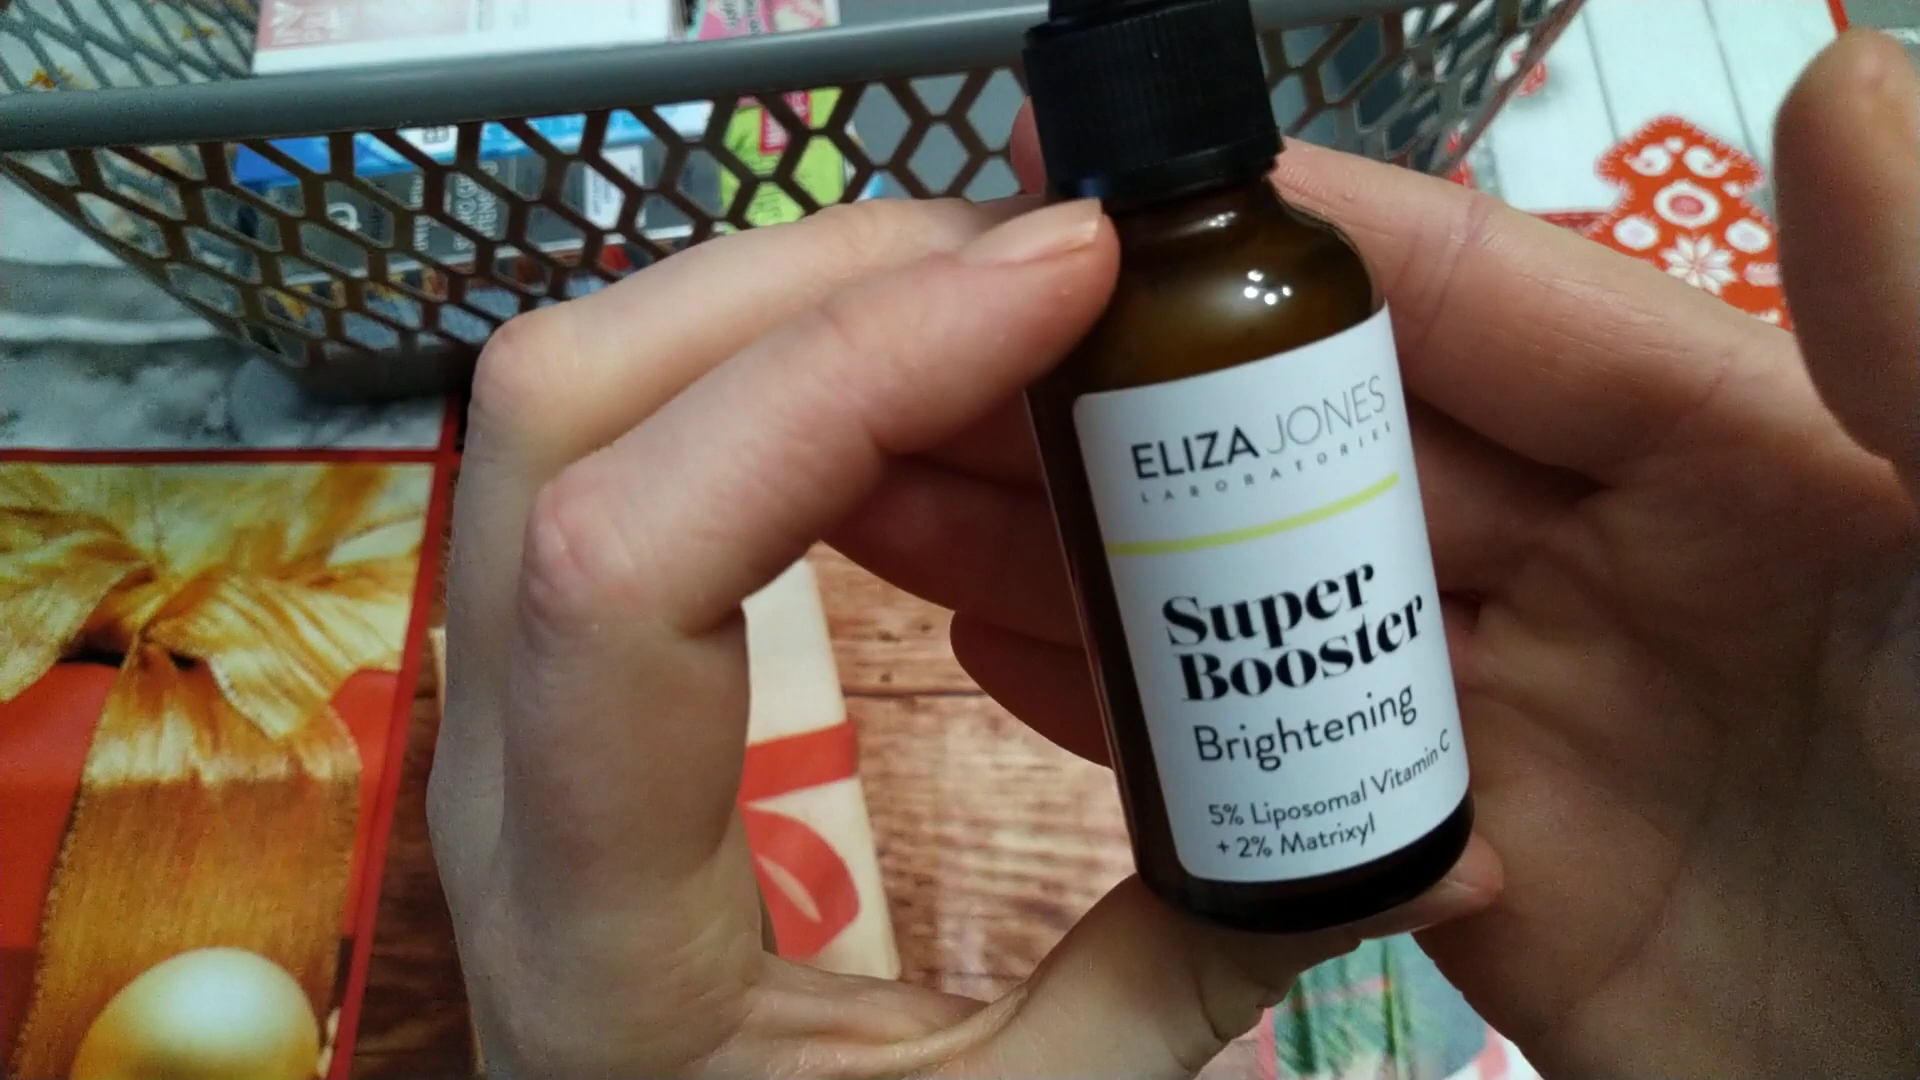 ELIZA JONES
LABORATORIES
Super
Booster
Brightening
5% Liposomal Vitamin C
+ 2% Matrixyl